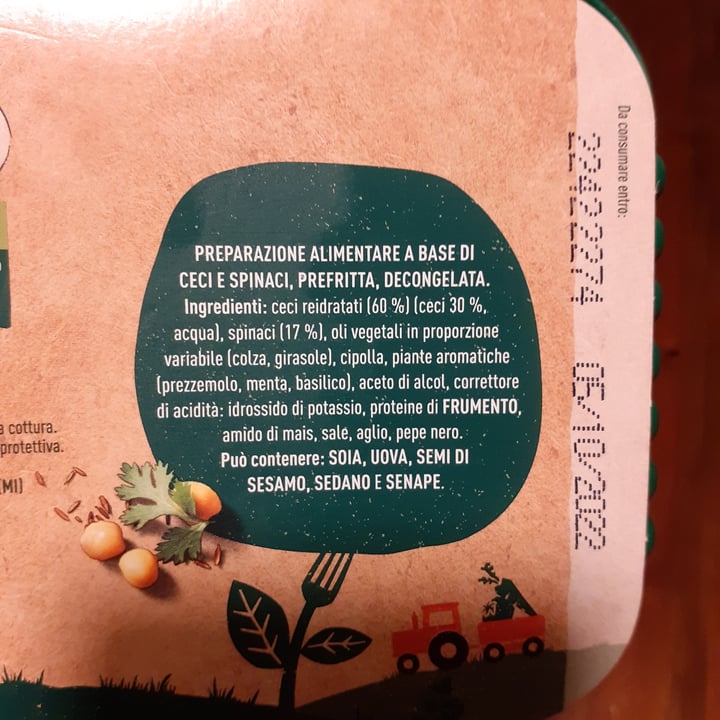 PREPARAZIONE ALIMENTARE A BASE DI
CECI E SPINACI, PREFRITTA, DECONGELATA.
Ingredienti: ceci reidratati (60 %) (ceci 30 %,
acqua), spinaci (17 %), oli vegetali in proporzione
variabile (colza, girasole), cipolla, piante aromatiche
(prezzemolo, menta, basilico), aceto di alcol, correttore
di acidità: idrossido di potassio, proteine di FRUMENTO,
amido di mais, sale, aglio, pepe nero.
Può contenere: SOIA, UOVA, SEMI DI
SESAMO, SEDANO E SENAPE.
a cottura.
protettiva.
(MI)
Da consumare entro:
05/10/2022